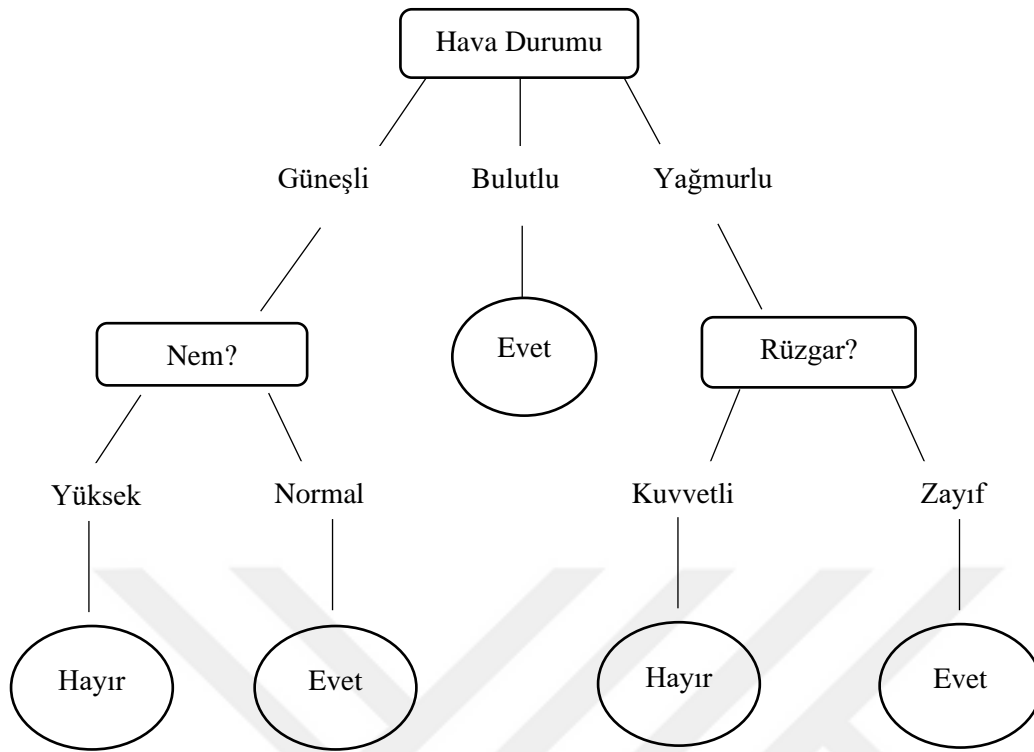 Hava Durumu
Güneşli Bulutlu Yağmurlu
Nem? Evet Rüzgar?
Yüksek Normal Kuvvetli Zayıf
Hayır Evet Hayır Evet